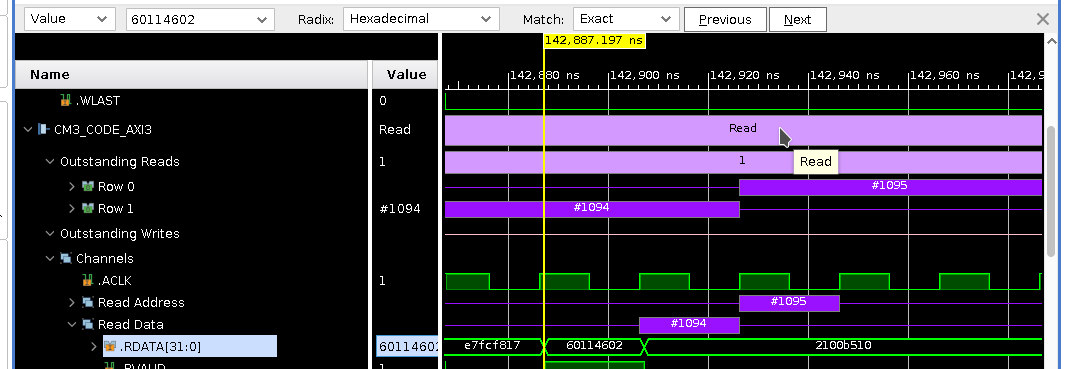 Value 60114602 Radix: Hexadecimal Match: Exact Previous Next
142,887.197 ns
Name Value 142,880 ns 142,900 ns 142,920 ns 142,940 ns 142,960 ns 142,9
.WLAST 0
CM3_CODE_AXI3 Read Read
Outstanding Reads 1 1 Read
Row 0 #1095
Row 1 #1094 #1094
Outstanding Writes
Channels
.ACLK 1
Read Address #1095
Read Data #1094
.RDATA[31:0] 60114602 e7fcf817 60114602 2100b510